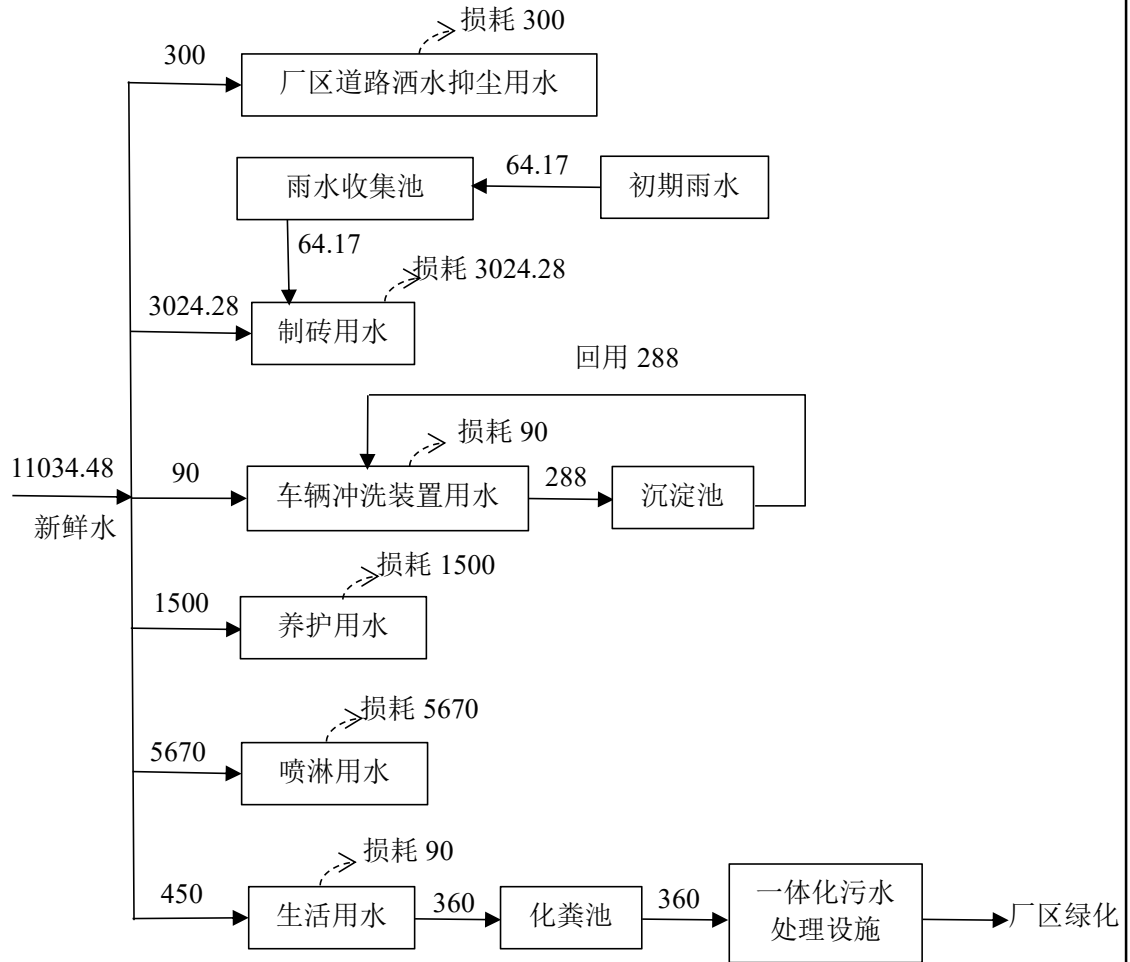 损耗 300
300
厂区道路洒水抑尘用水
雨水收集池
64.17
初期雨水
64.17
损耗 3024.28
3024.28
制砖用水
回用 288
损耗 90
11034.48
新鲜水
90
车辆冲洗装置用水
288
沉淀池
损耗 1500
1500
养护用水
损耗 5670
5670
喷淋用水
损耗 90
450
生活用水
360
化粪池
360
一体化污水
处理设施
厂区绿化